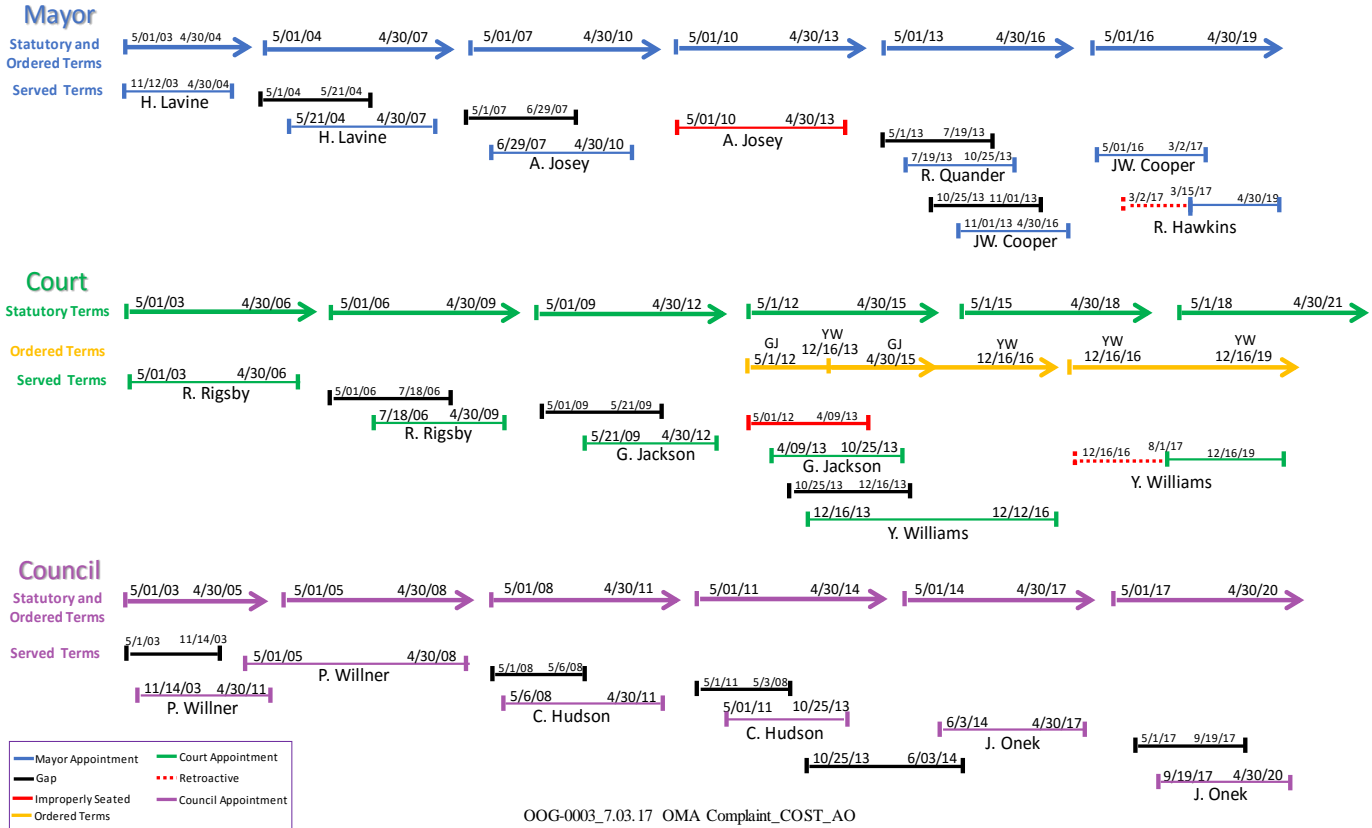 Mayor
Statutory and
Ordered Terms
5/01/03 4/30/04
5/01/04 4/30/07
5/01/07 4/30/10
5/01/10 4/30/13
5/01/13 4/30/16
5/01/16 4/30/19
Served Terms
11/12/03 4/30/04
H. Lavine
5/1/04 5/21/04
5/21/04 4/30/07
H. Lavine
5/1/07 6/29/07
6/29/07 4/30/10
A. Josey
5/01/10 4/30/13
A. Josey
5/1/13 7/19/13
7/19/13 10/25/13
R. Quander
10/25/13 11/01/13
11/01/13 4/30/16
JW. Cooper
5/01/16 3/2/17
JW. Cooper
3/2/17 3/15/17 4/30/19
R. Hawkins
Court
Statutory Terms
5/01/03 4/30/06
5/01/06 4/30/09
5/01/09 4/30/12
5/1/12 4/30/15
5/1/15 4/30/18
5/1/18 4/30/21
Ordered Terms
GJ YW GJ YW YW YW
5/1/12 12/16/13 4/30/15 12/16/16 12/16/16 12/16/19
Served Terms
5/01/03 4/30/06
R. Rigsby
5/01/06 7/18/06
7/18/06 4/30/09
R. Rigsby
5/01/09 5/21/09
5/21/09 4/30/12
G. Jackson
5/01/12 4/09/13
4/09/13 10/25/13
G. Jackson
10/25/13 12/16/13
12/16/13 12/12/16
Y. Williams
12/16/16 8/1/17 12/16/19
Y. Williams
Council
Statutory and
Ordered Terms
5/01/03 4/30/05
5/01/05 4/30/08
5/01/08 4/30/11
5/01/11 4/30/14
5/01/14 4/30/17
5/01/17 4/30/20
Served Terms
5/1/03 11/14/03
11/14/03 4/30/11
P. Willner
5/01/05 4/30/08
P. Willner
5/1/08 5/6/08
5/6/08 4/30/11
C. Hudson
5/1/11 5/3/08
5/01/11 10/25/13
C. Hudson
10/25/13 6/03/14
6/3/14 4/30/17
J. Onek
5/1/17 9/19/17
9/19/17 4/30/20
J. Onek
Mayor Appointment Court Appointment
Gap Retroactive
Improperly Seated Council Appointment
Ordered Terms
OOG-0003_7.03.17 OMA Complaint_COST_AO